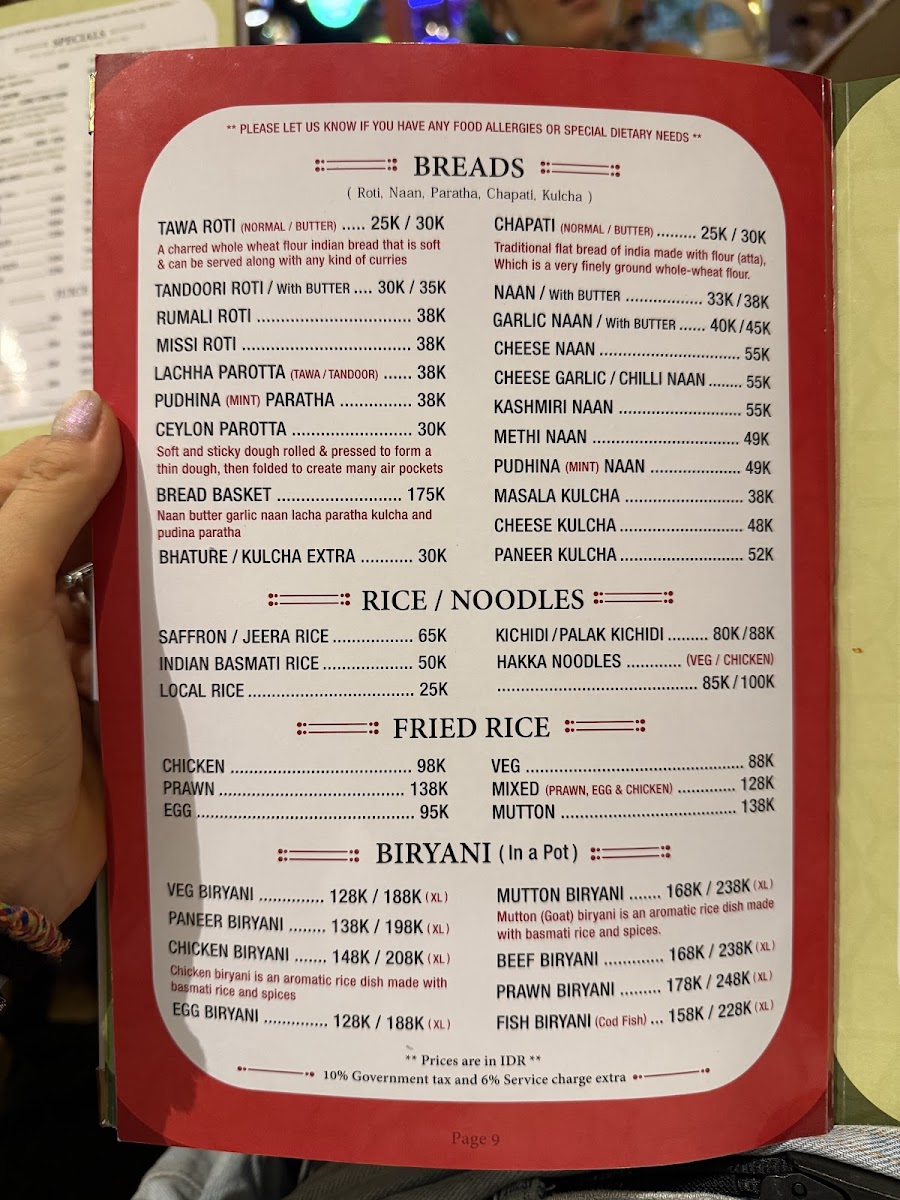 SPECIALS
** PLEASE LET US KNOW IF YOU HAVE ANY FOOD ALLERGIES OR SPECIAL DIETARY NEEDS **
BREADS
( Roti, Naan, Paratha, Chapati, Kulcha )
TAWA ROTI (NORMAL / BUTTER) ..... 25K / 30K
A charred whole wheat flour indian bread that is soft
& can be served along with any kind of curries
TANDOORI ROTI / With BUTTER .... 30K / 35K
RUMALI ROTI ........................... 38K
MISSI ROTI .............................. 38K
LACHHA PAROTTA (TAWA / TANDOOR) ...... 38K
PUDHINA (MINT) PARATHA ............... 38K
CEYLON PAROTTA ...................... 30K
Soft and sticky dough rolled & pressed to form a
thin dough, then folded to create many air pockets
BREAD BASKET ......................... 175K
Naan butter garlic naan lacha paratha kulcha and
pudina paratha
BHATURE / KULCHA EXTRA ........... 30K
CHAPATI (NORMAL / BUTTER) ......... 25K / 30K
Traditional flat bread of india made with flour (atta),
Which is a very finely ground whole-wheat flour.
NAAN / With BUTTER ................. 33K / 38K
GARLIC NAAN / With BUTTER ...... 40K / 45K
CHEESE NAAN ............................. 55K
CHEESE GARLIC / CHILLI NAAN ........ 55K
KASHMIRI NAAN ......................... 55K
METHI NAAN .............................. 49K
PUDHINA (MINT) NAAN ................... 49K
MASALA KULCHA ........................ 38K
CHEESE KULCHA ......................... 48K
PANEER KULCHA ......................... 52K
RICE / NOODLES
SAFFRON / JEERA RICE ................ 65K
INDIAN BASMATI RICE .................. 50K
LOCAL RICE ................................. 25K
KICHIDI / PALAK KICHIDI ......... 80K / 88K
HAKKA NOODLES ........... (VEG / CHICKEN)
........................................ 85K / 100K
FRIED RICE
CHICKEN .................................... 98K
PRAWN ..................................... 138K
EGG ........................................... 95K
VEG ............................................ 88K
MIXED (PRAWN, EGG & CHICKEN) ............. 128K
MUTTON ................................... 138K
BIRYANI (In a Pot)
VEG BIRYANI .............. 128K / 188K (XL)
PANEER BIRYANI ........ 138K / 198K (XL)
CHICKEN BIRYANI ....... 148K / 208K (XL)
Chicken biryani is an aromatic rice dish made with
basmati rice and spices
EGG BIRYANI .............. 128K / 188K (XL)
MUTTON BIRYANI ....... 168K / 238K (XL)
Mutton (Goat) biryani is an aromatic rice dish made
with basmati rice and spices.
BEEF BIRYANI ............. 168K / 238K (XL)
PRAWN BIRYANI ......... 178K / 248K (XL)
FISH BIRYANI (Cod Fish) ... 158K / 228K (XL)
** Prices are in IDR **
10% Government tax and 6% Service charge extra
Page 9